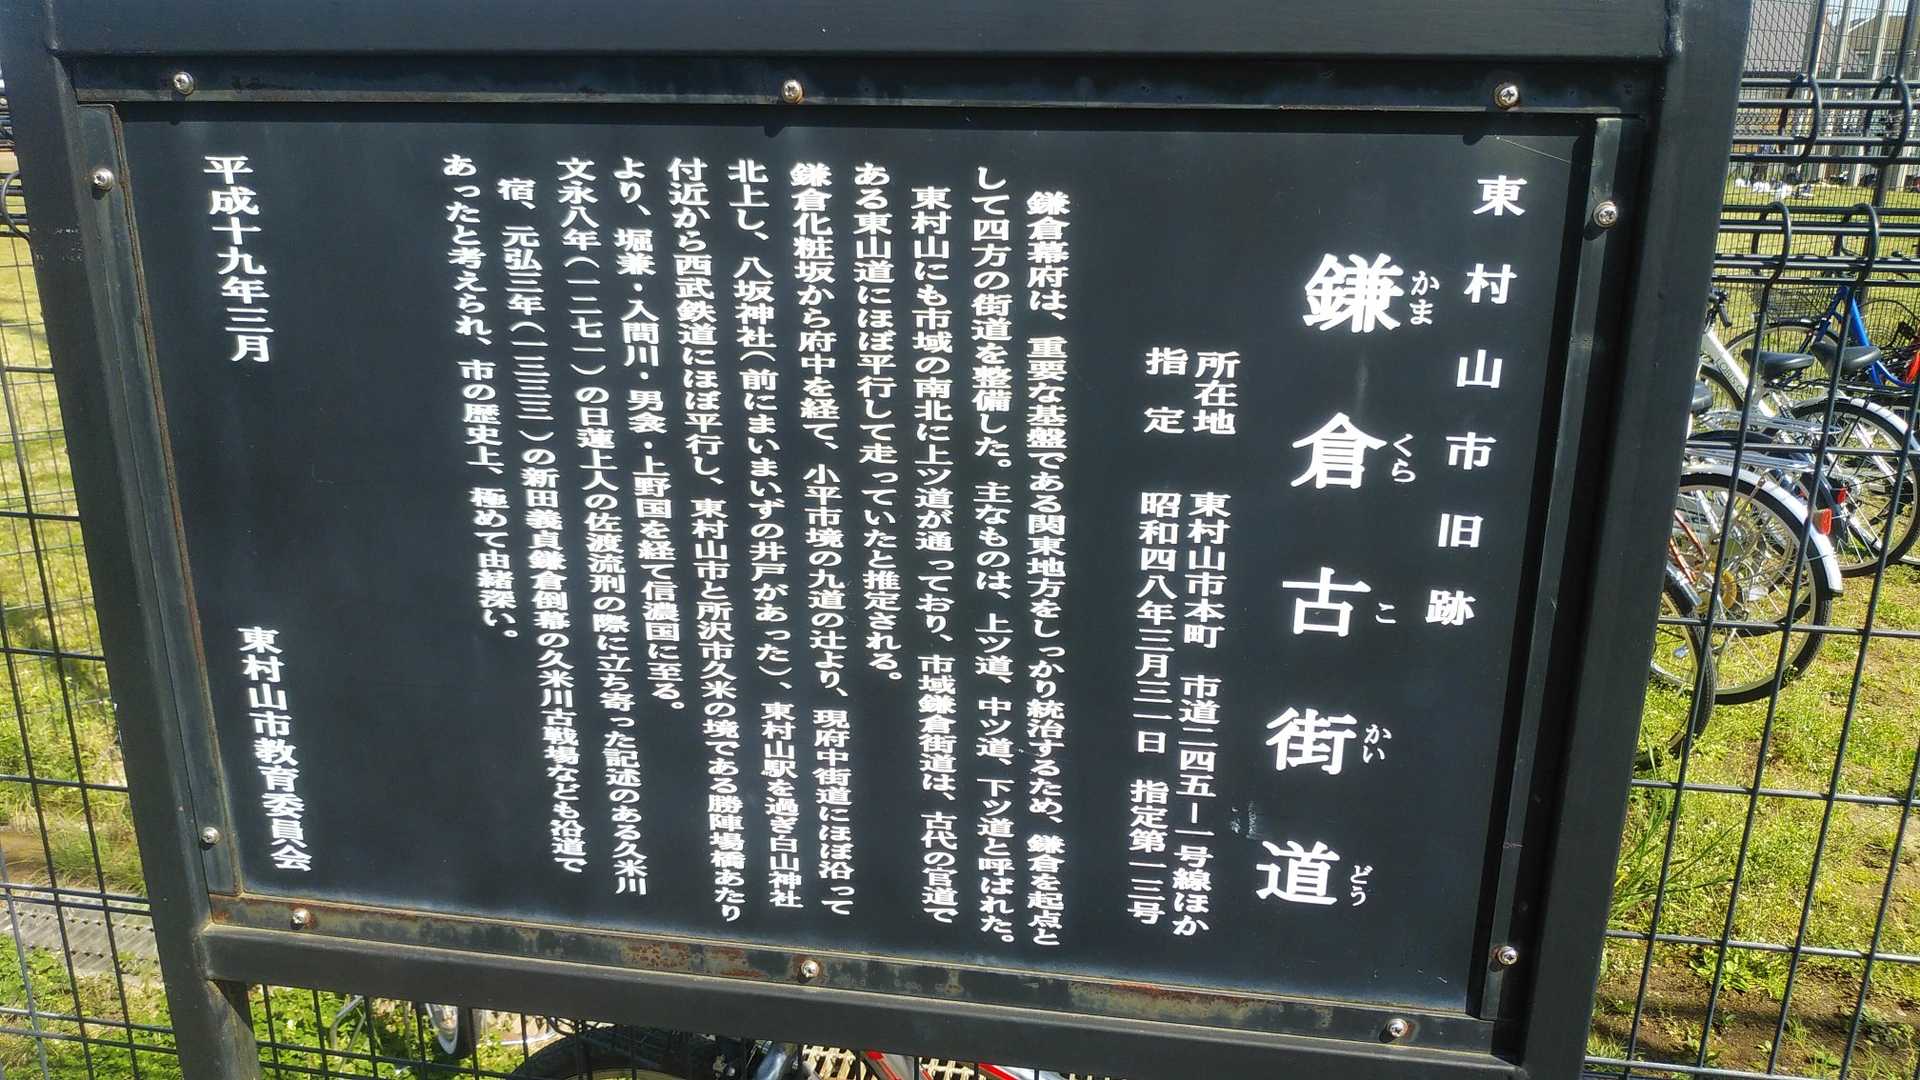 東村山市旧跡
鎌倉古街道
かま くら こ かい どう
所在地 東村山市本町 市道二四五ー一号線ほか
指定 昭和四八年三月三一日 指定第一三号
鎌倉幕府は、重要な基盤である関東地方をしっかり統治するため、鎌倉を起点と
して四方の街道を整備した。主なものは、上ツ道、中ツ道、下ツ道と呼ばれた。
東村山にも市域の南北に上ツ道が通っており、市域鎌倉街道は、古代の官道で
ある東山道にほぼ平行して走っていたと推定される。
鎌倉化粧坂から府中を経て、小平市境の九道の辻より、現府中街道にほぼ沿って
北上し、八坂神社(前にまいまいずの井戸があった)、東村山駅を過ぎ白山神社
付近から西武鉄道にほぼ平行し、東村山市と所沢市久米の境である勝陣場橋あたり
より、堀兼・入間川・男衾・上野国を経て信濃国に至る。
文永八年(一二七一)の日蓮上人の佐渡流刑の際に立ち寄った記述のある久米川
宿、元弘三年(一三三三)の新田義貞鎌倉倒幕の久米川古戦場なども沿道で
あったと考えられ、市の歴史上、極めて由緒深い。
平成十九年三月
東村山市教育委員会